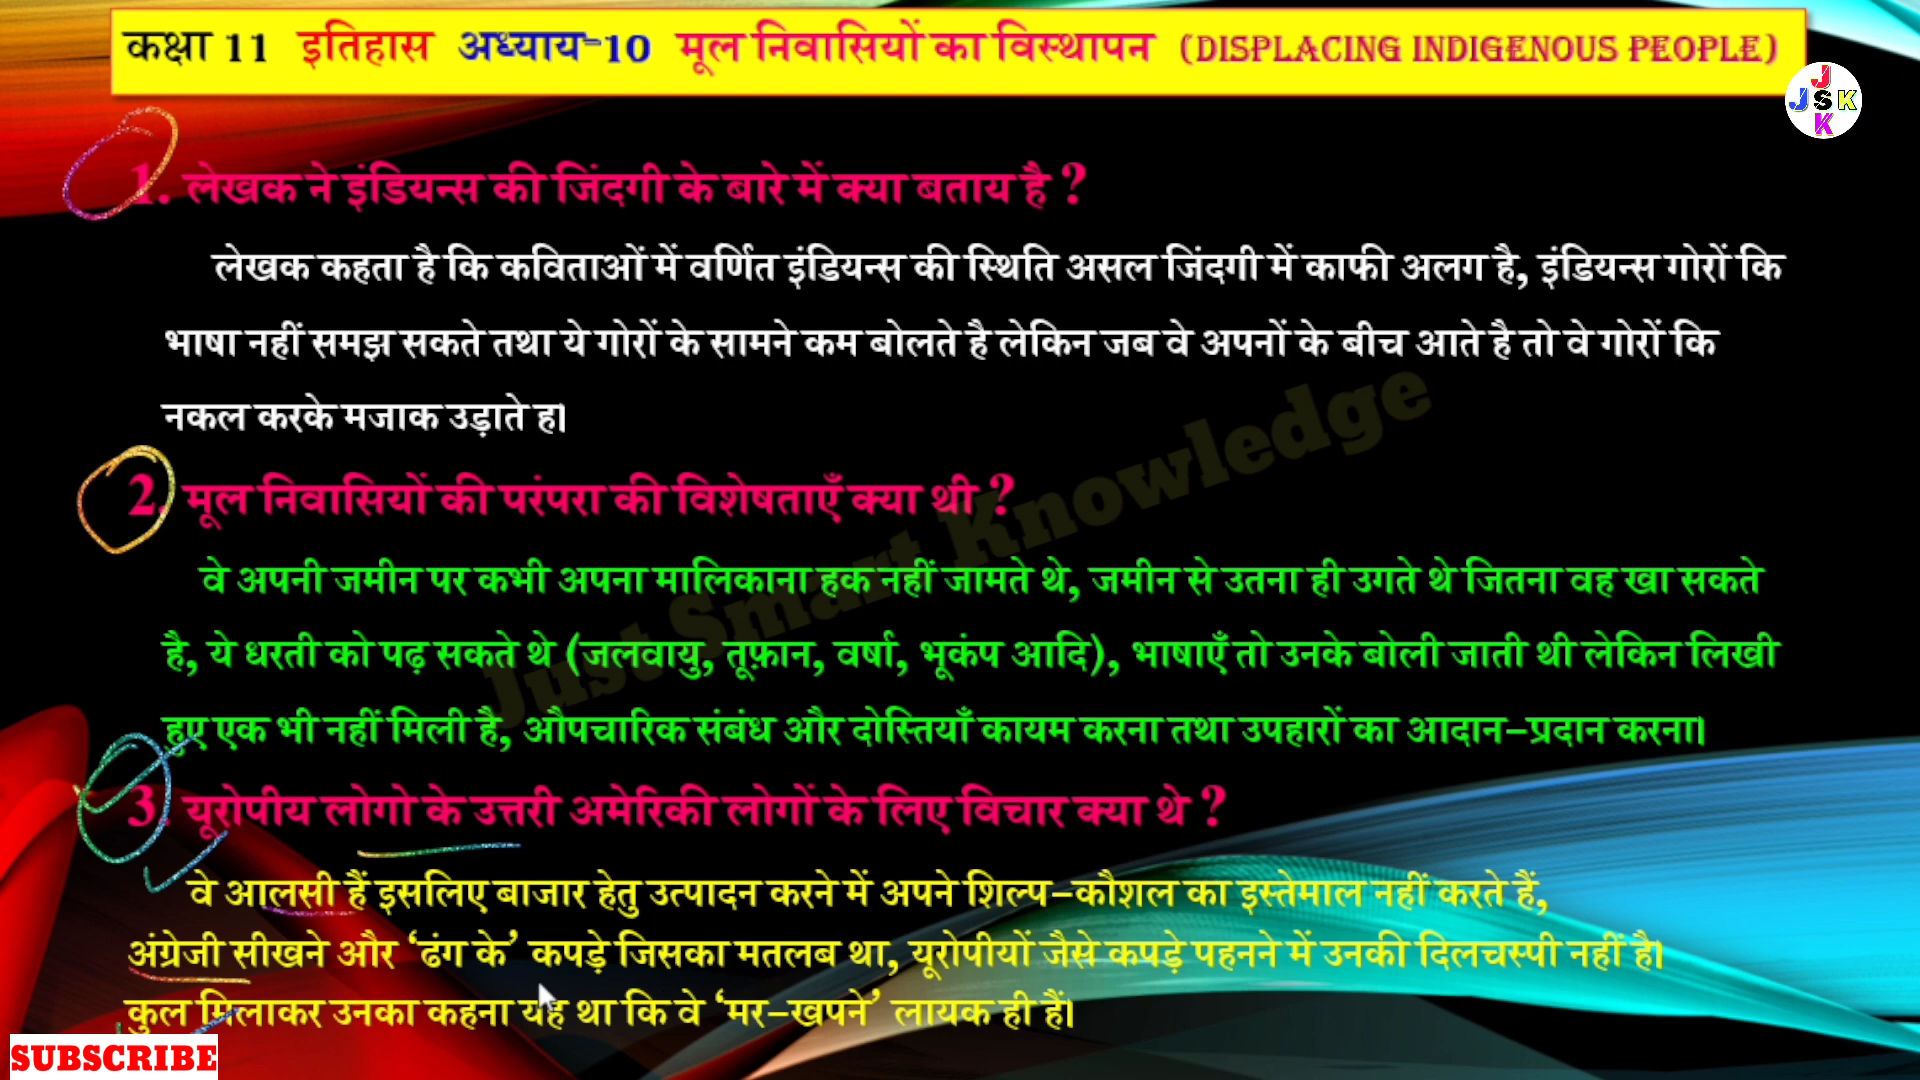 कक्षा 11 इतिहास अध्याय-10 मूल निवासियों का विस्थापन (DISPLACING INDIGENOUS PEOPLE)
J
J S K
K
1. लेखक ने इंडियन्स की जिंदगी के बारे में क्या बताय है ?
लेखक कहता है कि कविताओं में वर्णित इंडियन्स की स्थिति असल जिंदगी में काफी अलग है, इंडियन्स गोरों कि
भाषा नहीं समझ सकते तथा ये गोरों के सामने कम बोलते है लेकिन जब वे अपनों के बीच आते है तो वे गोरों कि
नकल करके मजाक उड़ाते ह।
2. मूल निवासियों की परंपरा की विशेषताएँ क्या थी ?
वे अपनी जमीन पर कभी अपना मालिकाना हक नहीं जामते थे, जमीन से उतना ही उगते थे जितना वह खा सकते
है, ये धरती को पढ़ सकते थे (जलवायु, तूफ़ान, वर्षा, भूकंप आदि), भाषाएँ तो उनके बोली जाती थी लेकिन लिखी
हुए एक भी नहीं मिली है, औपचारिक संबंध और दोस्तियाँ कायम करना तथा उपहारों का आदान-प्रदान करना।
3. यूरोपीय लोगो के उत्तरी अमेरिकी लोगों के लिए विचार क्या थे ?
वे आलसी हैं इसलिए बाजार हेतु उत्पादन करने में अपने शिल्प-कौशल का इस्तेमाल नहीं करते हैं,
अंग्रेजी सीखने और ‘ढंग के’ कपड़े जिसका मतलब था, यूरोपीयों जैसे कपड़े पहनने में उनकी दिलचस्पी नहीं है।
कुल मिलाकर उनका कहना यह था कि वे ‘मर-खपने’ लायक ही हैं।
Just Smart Knowledge
SUBSCRIBE